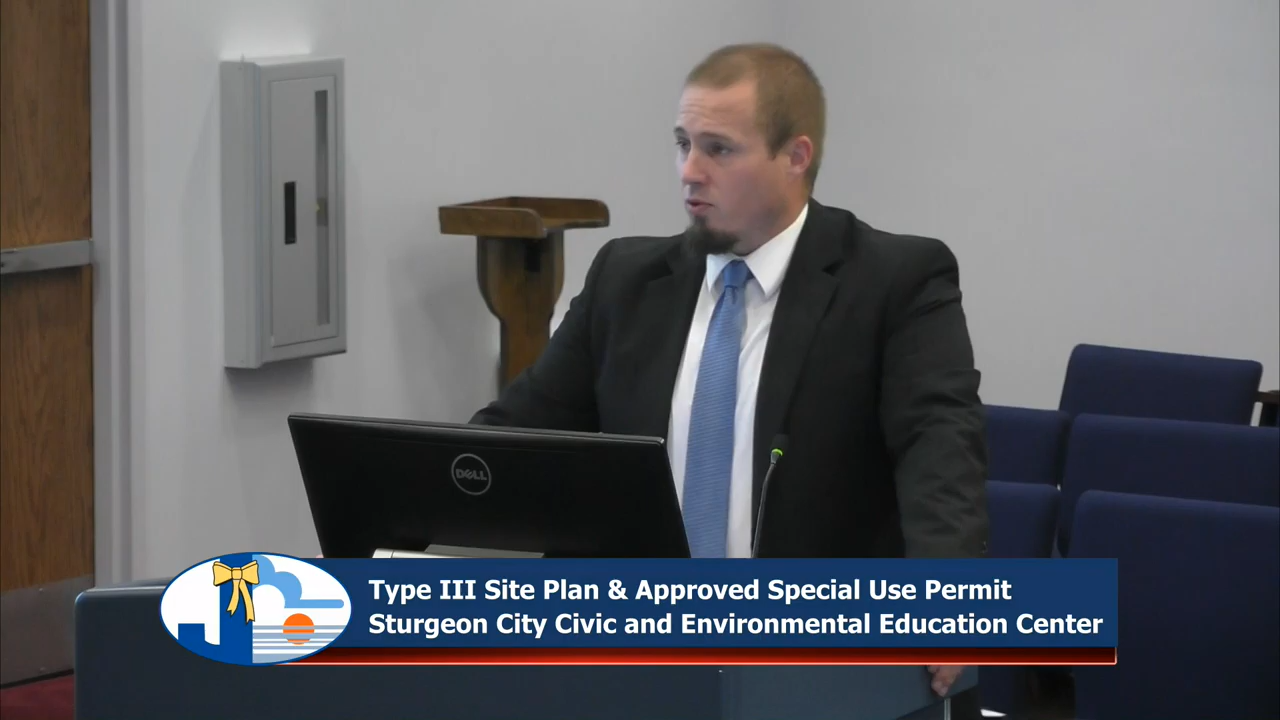 DELL
Type III Site Plan & Approved Special Use Permit
Sturgeon City Civic and Environmental Education Center